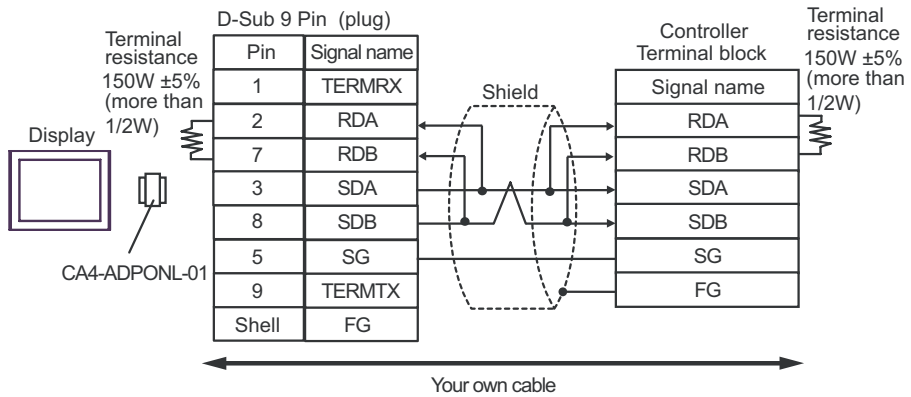 D-Sub 9 Pin (plug)
Terminal
resistance
150W ±5%
(more than
1/2W)
Display
CA4-ADPONL-01
Pin Signal name
1 TERMRX
2 RDA
7 RDB
3 SDA
8 SDB
5 SG
9 TERMTX
Shell FG
Shield
Controller
Terminal block
Signal name
RDA
RDB
SDA
SDB
SG
FG
Terminal
resistance
150W ±5%
(more than
1/2W)
Your own cable